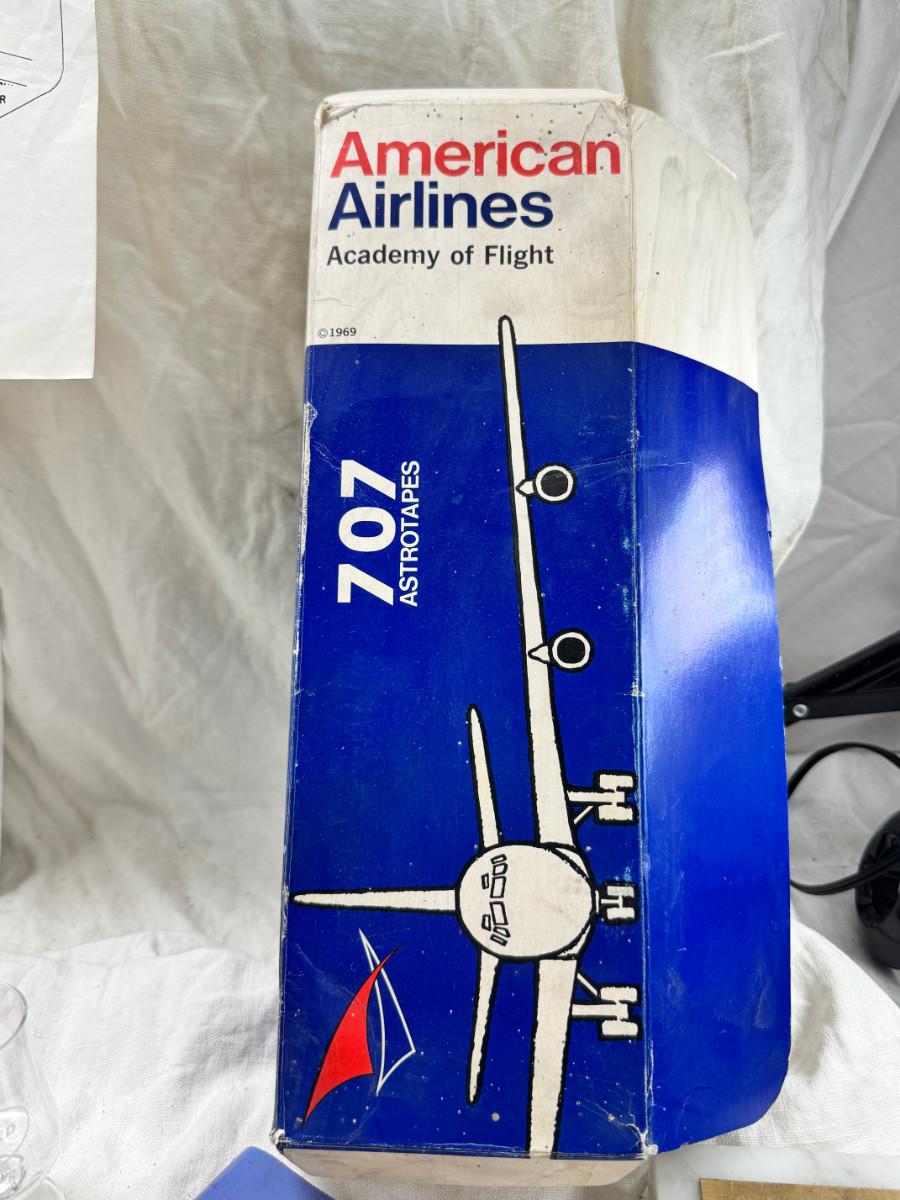 R
American
Airlines
Academy of Flight
©1969
707
ASTROTAPES